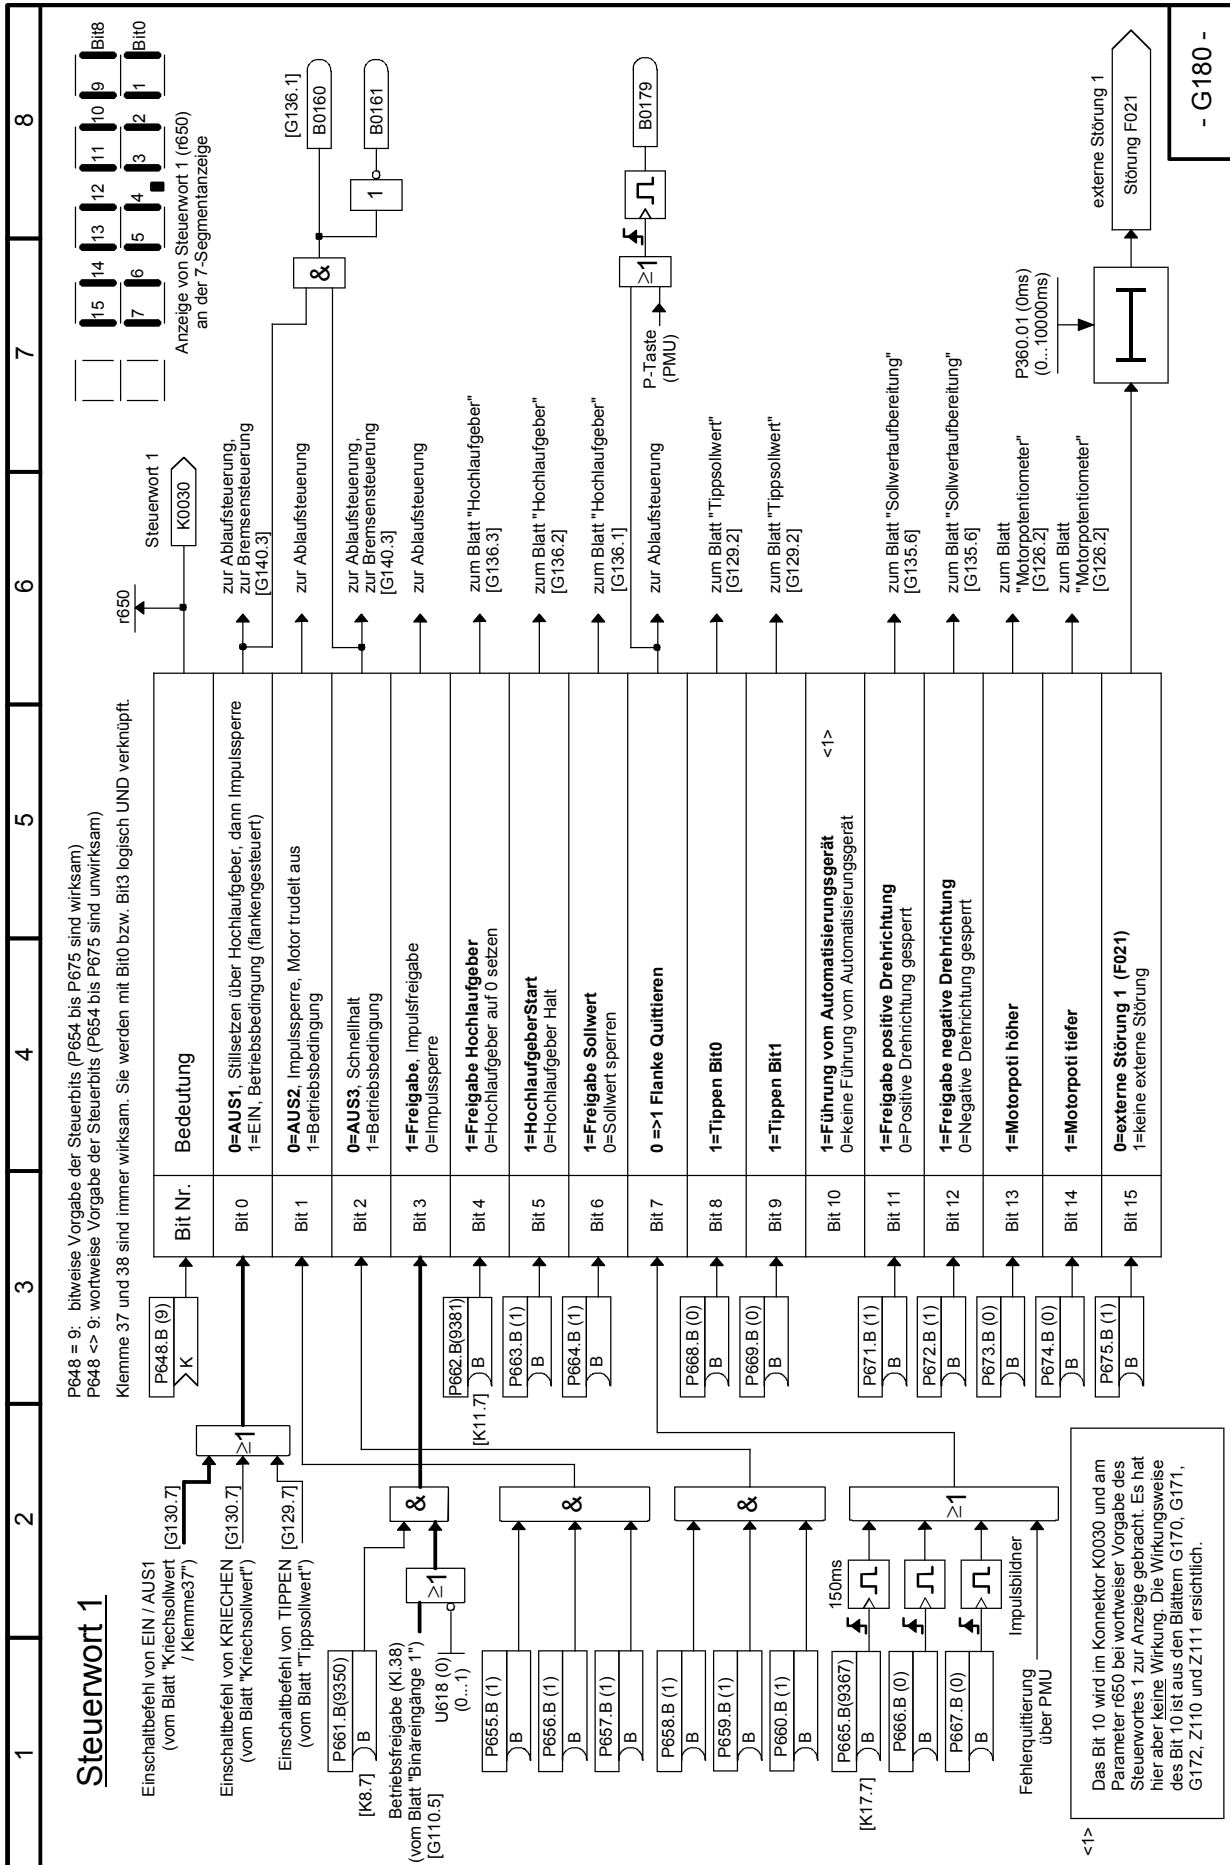 Steuerwort 1
1
2
3
4
5
6
7
8
P648 = 9: bitweise Vorgabe der Steuerbits (P654 bis P675 sind wirksam)
P648 <> 9: wortweise Vorgabe der Steuerbits (P654 bis P675 sind unwirksam)
Klemme 37 und 38 sind immer wirksam. Sie werden mit Bit0 bzw. Bit3 logisch UND verknüpft.
15 14 13 12 11 10 9 Bit8
7 6 5 4 3 2 1 Bit0
Anzeige von Steuerwort 1 (r650)
an der 7-Segmentanzeige
Einschaltbefehl von EIN / AUS1
(vom Blatt "Kriechsollwert
/ Klemme37")
[G130.7]
Einschaltbefehl von KRIECHEN
(vom Blatt "Kriechsollwert")
[G130.7]
Einschaltbefehl von TIPPEN
(vom Blatt "Tippsollwert")
[G129.7]
≥1
P661.B(9350)
B
[K8.7]
Betriebsfreigabe (Kl.38)
(vom Blatt "Binäreingänge 1")
[G110.5]
U618 (0)
(0...1)
≥1
&
P655.B (1)
B
P656.B (1)
B
P657.B (1)
B
&
P658.B (1)
B
P659.B (1)
B
P660.B (1)
B
&
P665.B(9367)
B
[K17.7]
P666.B (0)
B
P667.B (0)
B
150ms
Impulsbildner
Fehlerquittierung
über PMU
≥1
P648.B (9)
K
P662.B(9381)
B
[K11.7]
P663.B (1)
B
P664.B (1)
B
P668.B (0)
B
P669.B (0)
B
P671.B (1)
B
P672.B (1)
B
P673.B (0)
B
P674.B (0)
B
P675.B (1)
B
Bit Nr. Bedeutung
Bit 0 0=AUS1, Stillsetzen über Hochlaufgeber, dann Impulssperre
1=EIN, Betriebsbedingung (flankengesteuert)
Bit 1 0=AUS2, Impulssperre, Motor trudelt aus
1=Betriebsbedingung
Bit 2 0=AUS3, Schnellhalt
1=Betriebsbedingung
Bit 3 1=Freigabe, Impulsfreigabe
0=Impulssperre
Bit 4 1=Freigabe Hochlaufgeber
0=Hochlaufgeber auf 0 setzen
Bit 5 1=HochlaufgeberStart
0=Hochlaufgeber Halt
Bit 6 1=Freigabe Sollwert
0=Sollwert sperren
Bit 7 0 =>1 Flanke Quittieren
Bit 8 1=Tippen Bit0
Bit 9 1=Tippen Bit1
Bit 10 1=Führung vom Automatisierungsgerät <1>
0=keine Führung vom Automatisierungsgerät
Bit 11 1=Freigabe positive Drehrichtung
0=Positive Drehrichtung gesperrt
Bit 12 1=Freigabe negative Drehrichtung
0=Negative Drehrichtung gesperrt
Bit 13 1=Motorpoti höher
Bit 14 1=Motorpoti tiefer
Bit 15 0=externe Störung 1 (F021)
1=keine externe Störung
r650
Steuerwort 1
K0030
zur Ablaufsteuerung,
zur Bremsensteuerung
[G140.3]
zur Ablaufsteuerung
zur Ablaufsteuerung,
zur Bremsensteuerung
[G140.3]
zur Ablaufsteuerung
zum Blatt "Hochlaufgeber"
[G136.3]
zum Blatt "Hochlaufgeber"
[G136.2]
zum Blatt "Hochlaufgeber"
[G136.1]
zur Ablaufsteuerung
zum Blatt "Tippsollwert"
[G129.2]
zum Blatt "Tippsollwert"
[G129.2]
zum Blatt "Sollwertaufbereitung"
[G135.6]
zum Blatt "Sollwertaufbereitung"
[G135.6]
zum Blatt
"Motorpotentiometer"
[G126.2]
zum Blatt
"Motorpotentiometer"
[G126.2]
&
1
[G136.1]
B0160
B0161
P-Taste
(PMU)
≥1
B0179
P360.01 (0ms)
(0...10000ms)
externe Störung 1
Störung F021
<1>
Das Bit 10 wird im Konnektor K0030 und am
Parameter r650 bei wortweiser Vorgabe des
Steuerwortes 1 zur Anzeige gebracht. Es hat
hier aber keine Wirkung. Die Wirkungsweise
des Bit 10 ist aus den Blättern G170, G171,
G172, Z110 und Z111 ersichtlich.
- G180 -